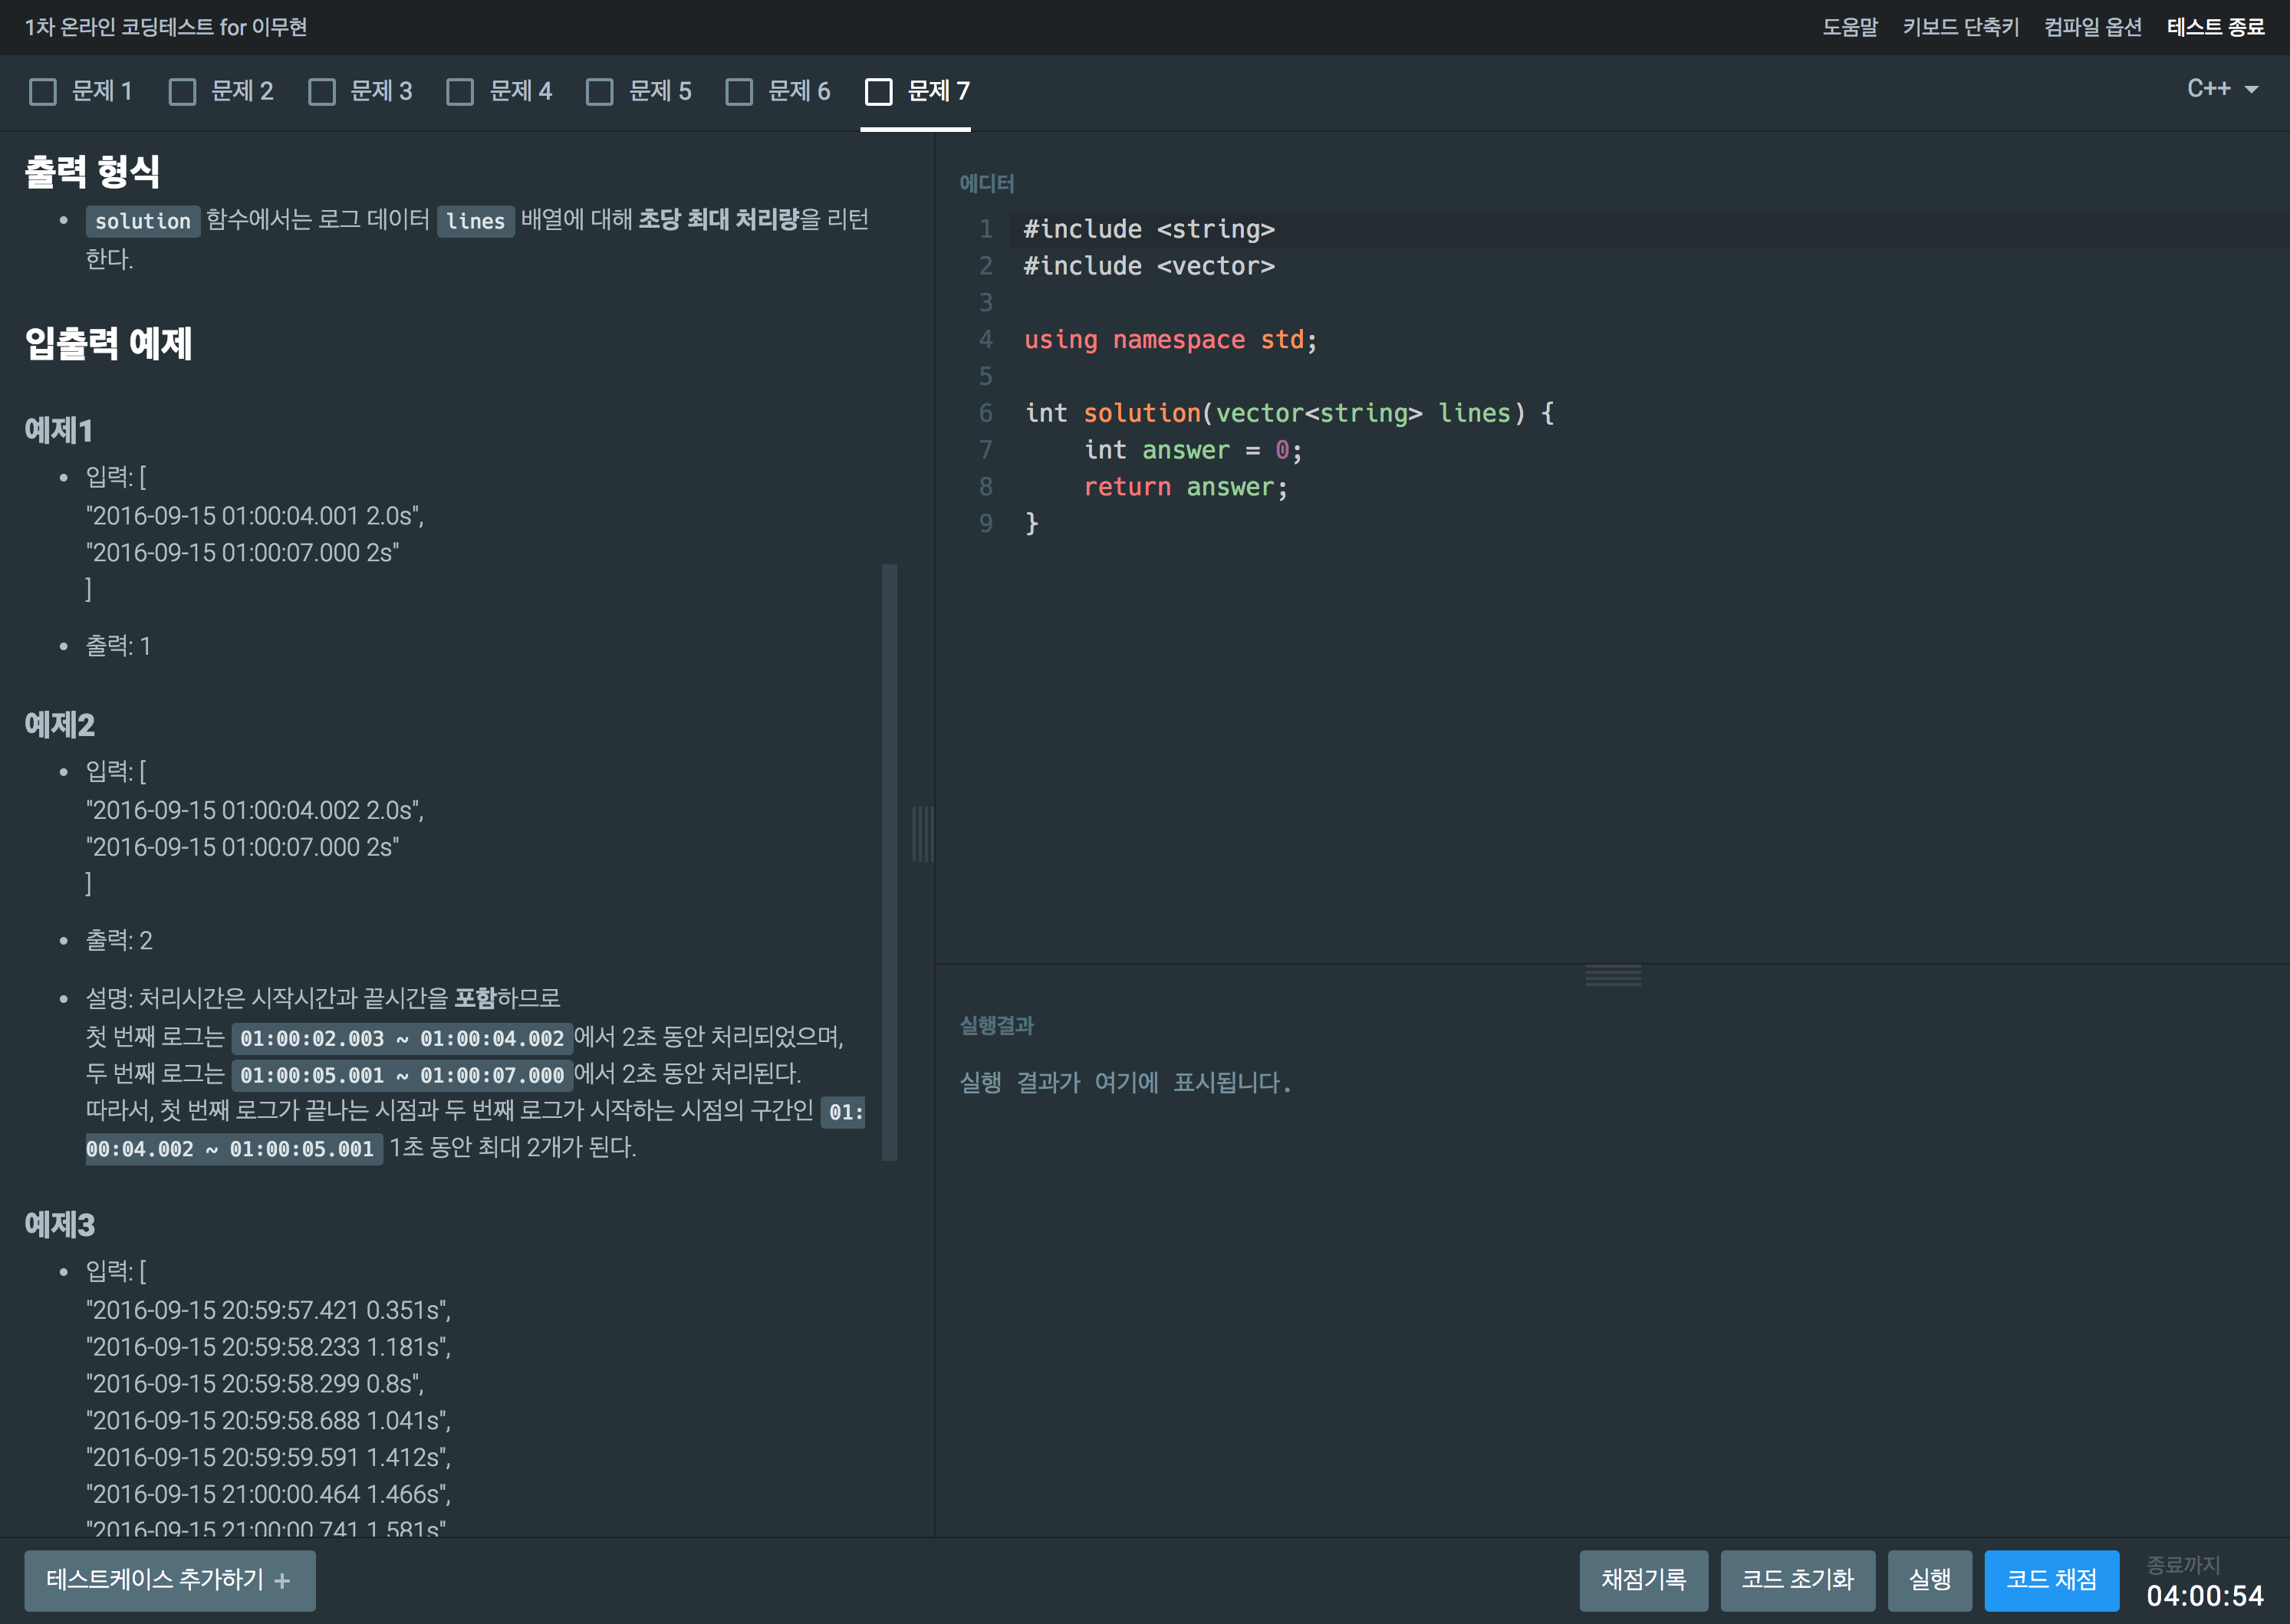 1차 온라인 코딩테스트 for 이무현
도움말 키보드 단축키 컴파일 옵션 테스트 종료
문제 1 문제 2 문제 3 문제 4 문제 5 문제 6 문제 7
C++
출력 형식
solution 함수에서는 로그 데이터 lines 배열에 대해 초당 최대 처리량을 리턴
한다.
입출력 예제
예제1
입력: [
"2016-09-15 01:00:04.001 2.0s",
"2016-09-15 01:00:07.000 2s"
]
출력: 1
예제2
입력: [
"2016-09-15 01:00:04.002 2.0s",
"2016-09-15 01:00:07.000 2s"
]
출력: 2
설명: 처리시간은 시작시간과 끝시간을 포함하므로
첫 번째 로그는 01:00:02.003 ~ 01:00:04.002 에서 2초 동안 처리되었으며,
두 번째 로그는 01:00:05.001 ~ 01:00:07.000 에서 2초 동안 처리된다.
따라서, 첫 번째 로그가 끝나는 시점과 두 번째 로그가 시작하는 시점의 구간인 01:
00:04.002 ~ 01:00:05.001 1초 동안 최대 2개가 된다.
예제3
입력: [
"2016-09-15 20:59:57.421 0.351s",
"2016-09-15 20:59:58.233 1.181s",
"2016-09-15 20:59:58.299 0.8s",
"2016-09-15 20:59:58.688 1.041s",
"2016-09-15 20:59:59.591 1.412s",
"2016-09-15 21:00:00.464 1.466s",
"2016-09-15 21:00:00.741 1.581s"
에디터
1 #include <string>
2 #include <vector>
3
4 using namespace std;
5
6 int solution(vector<string> lines) {
7 int answer = 0;
8 return answer;
9 }
실행결과
실행 결과가 여기에 표시됩니다.
테스트케이스 추가하기 +
채점기록 코드 초기화 실행 코드 채점
종료까지
04:00:54